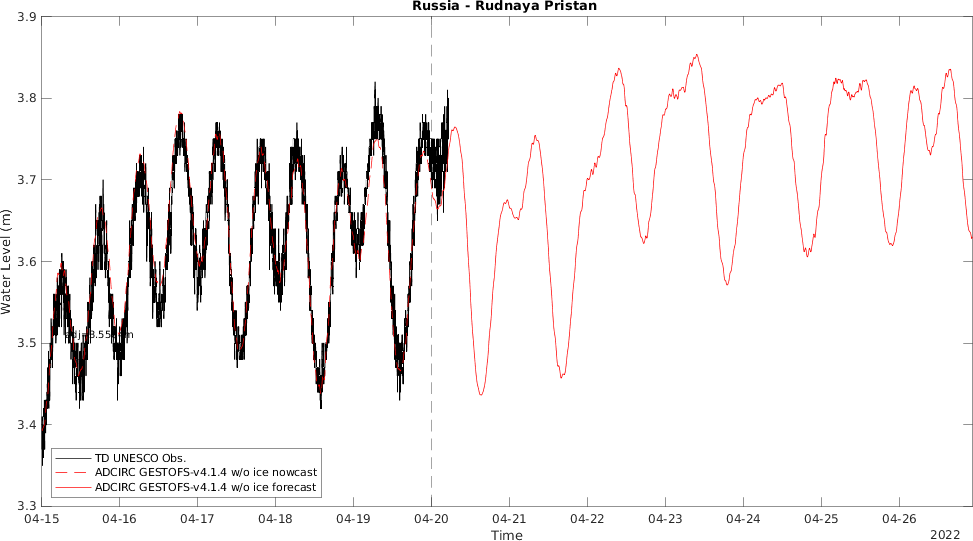 Russia - Rudnaya Pristan
Water Level (m)
3.9
3.8
3.7
3.6
3.5
3.4
3.3
TD UNESCO Obs.
ADCIRC GESTOFS-v4.1.4 w/o ice nowcast
ADCIRC GESTOFS-v4.1.4 w/o ice forecast
04-15 04-16 04-17 04-18 04-19 04-20 04-21 04-22 04-23 04-24 04-25 04-26
Time
2022